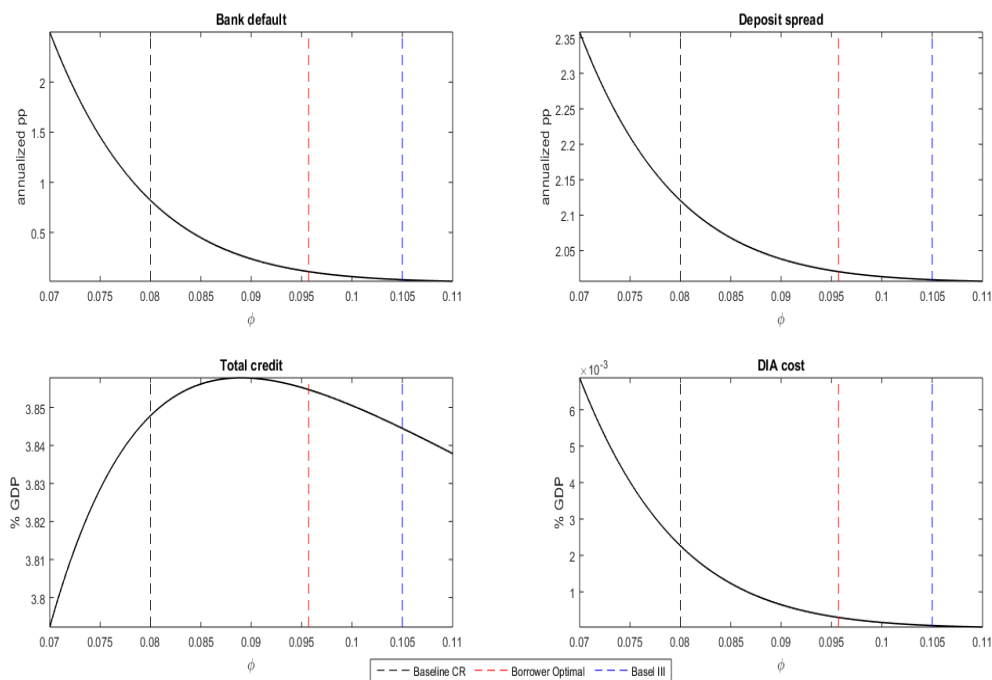 Bank default
annualized pp
2
1.5
1
0.5
0.07 0.075 0.08 0.085 0.09 0.095 0.1 0.105 0.11
ϕ
Deposit spread
annualized pp
2.35
2.3
2.25
2.2
2.15
2.1
2.05
0.07 0.075 0.08 0.085 0.09 0.095 0.1 0.105 0.11
ϕ
Total credit
% GDP
3.85
3.84
3.83
3.82
3.81
3.8
0.07 0.075 0.08 0.085 0.09 0.095 0.1 0.105 0.11
ϕ
DIA cost
×10⁻³
% GDP
6
5
4
3
2
1
0.07 0.075 0.08 0.085 0.09 0.095 0.1 0.105 0.11
ϕ
Baseline CR Borrower Optimal Basel III